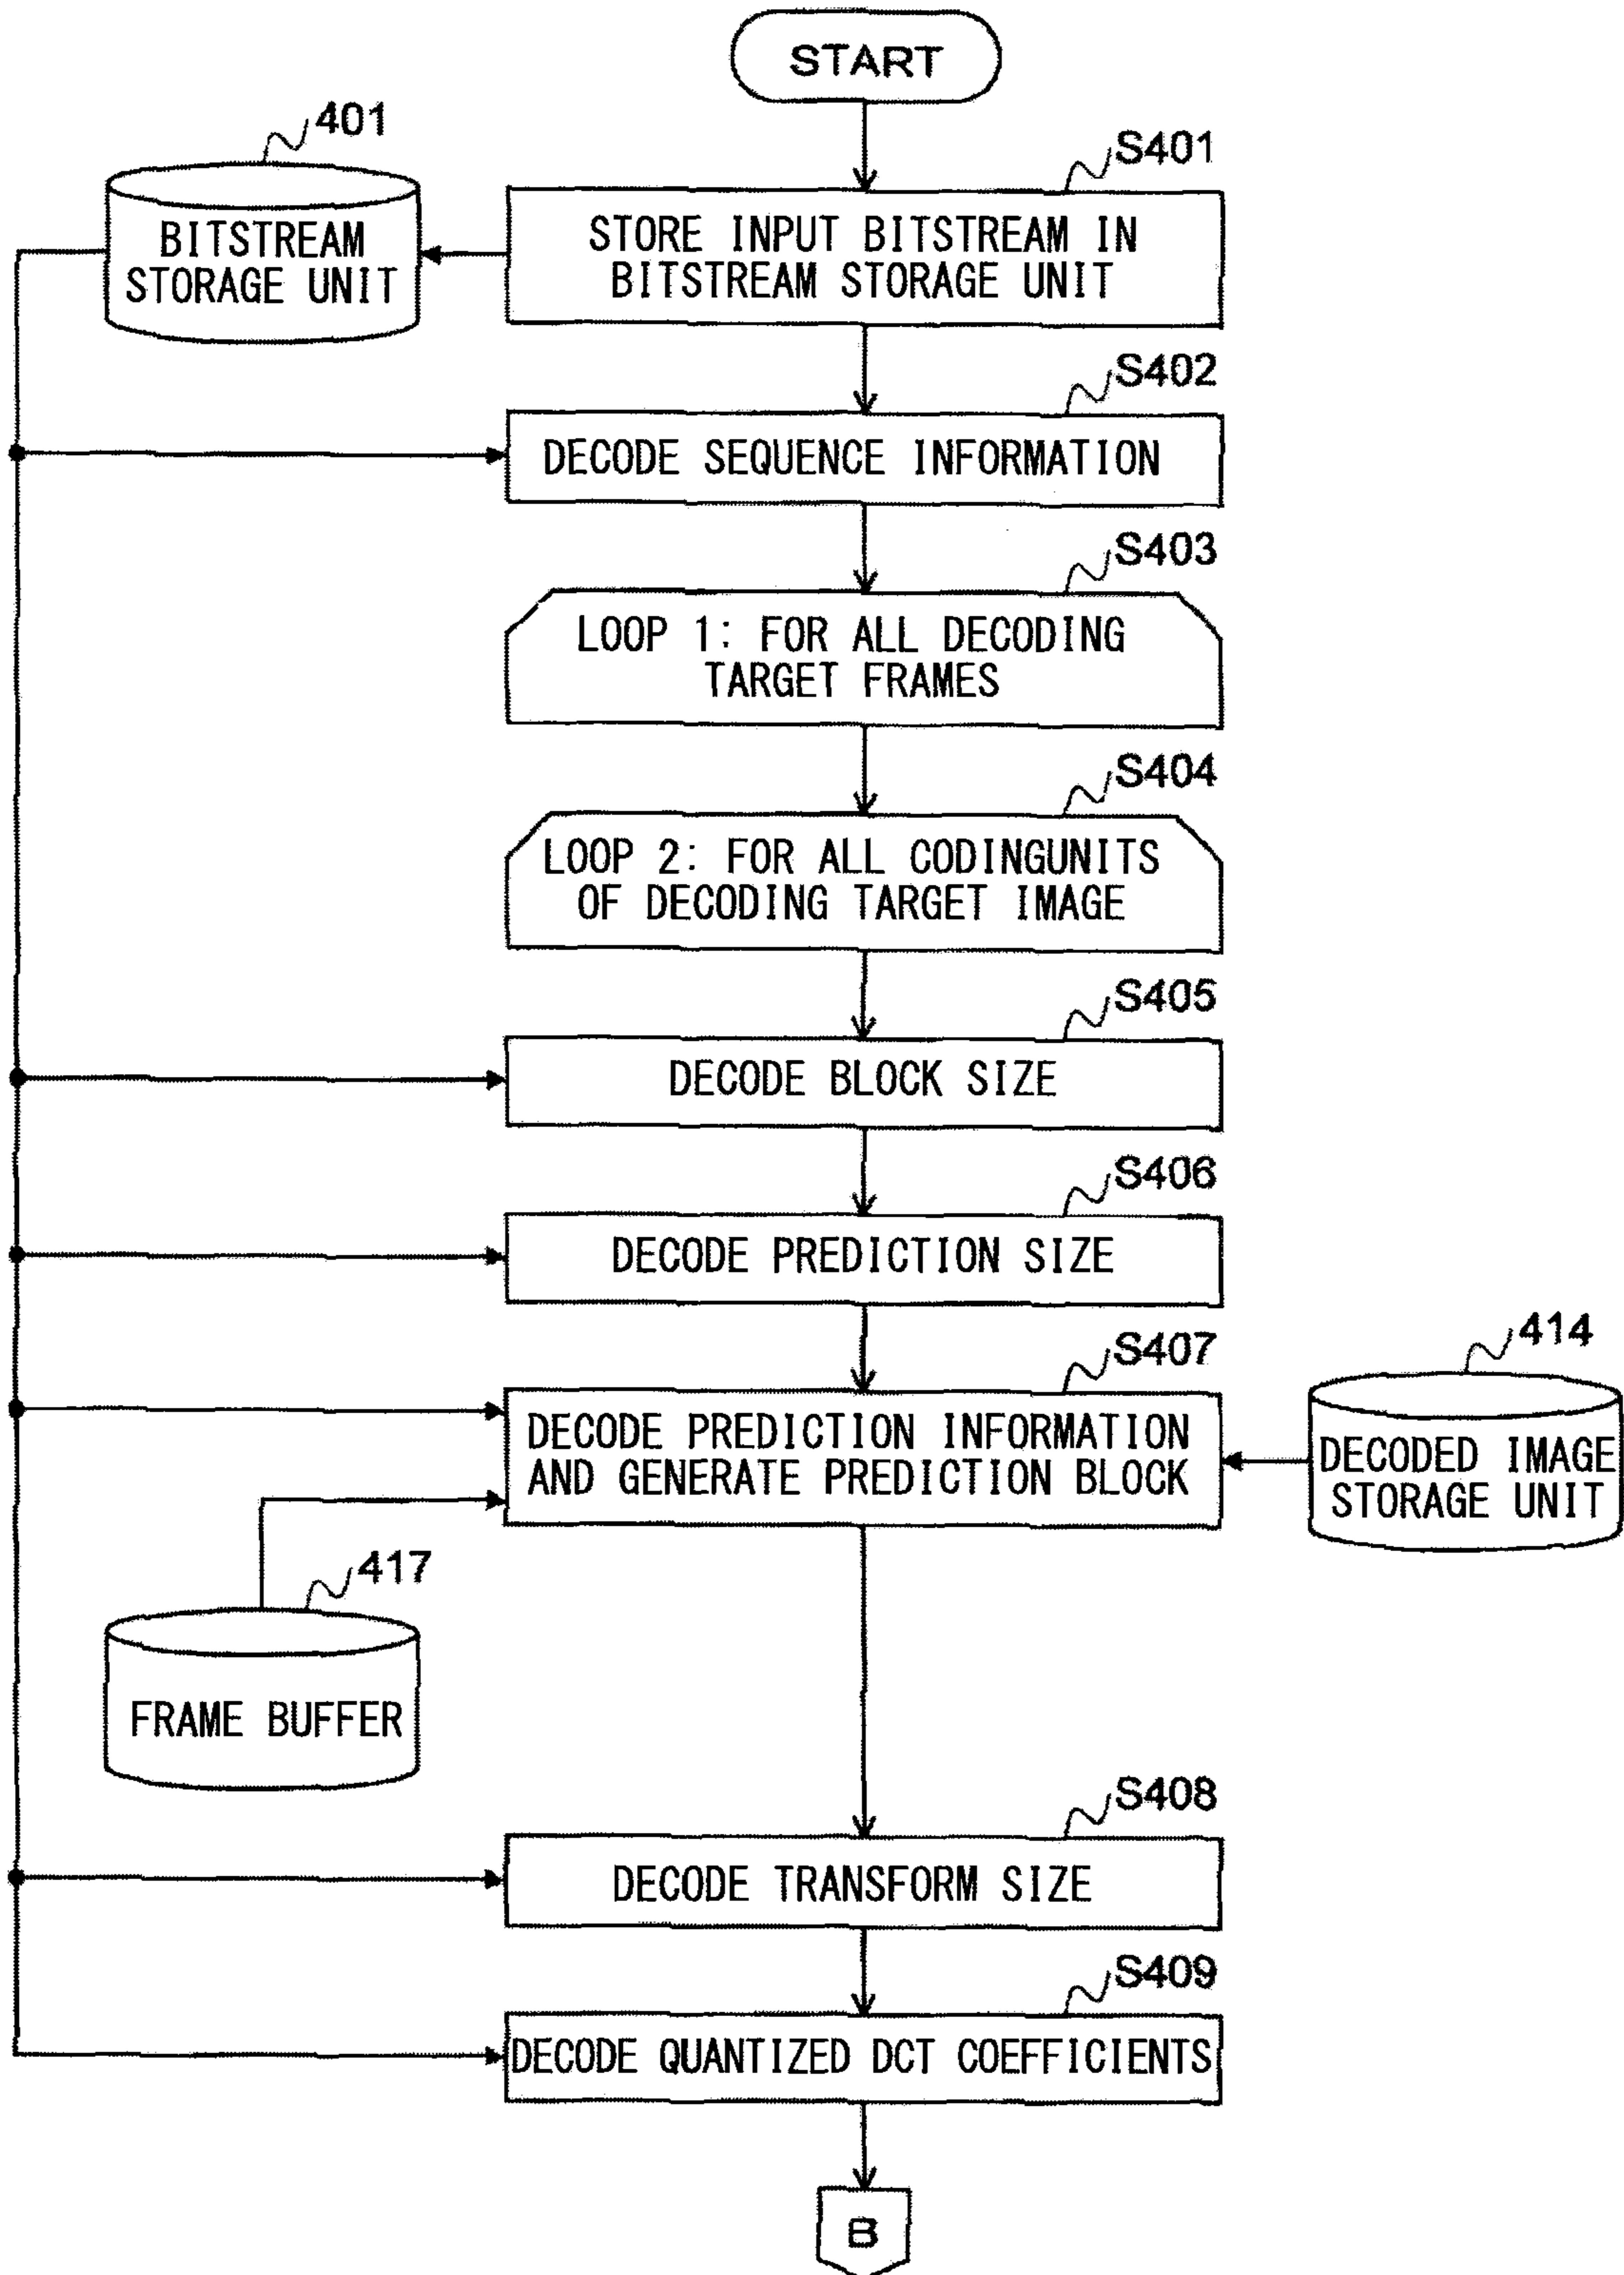 START
401
S401
BITSTREAM
STORAGE UNIT
STORE INPUT BITSTREAM IN
BITSTREAM STORAGE UNIT
S402
DECODE SEQUENCE INFORMATION
S403
LOOP 1: FOR ALL DECODING
TARGET FRAMES
S404
LOOP 2: FOR ALL CODINGUNITS
OF DECODING TARGET IMAGE
S405
DECODE BLOCK SIZE
S406
DECODE PREDICTION SIZE
S407
414
DECODE PREDICTION INFORMATION
AND GENERATE PREDICTION BLOCK
DECODED IMAGE
STORAGE UNIT
417
FRAME BUFFER
S408
DECODE TRANSFORM SIZE
S409
DECODE QUANTIZED DCT COEFFICIENTS
B